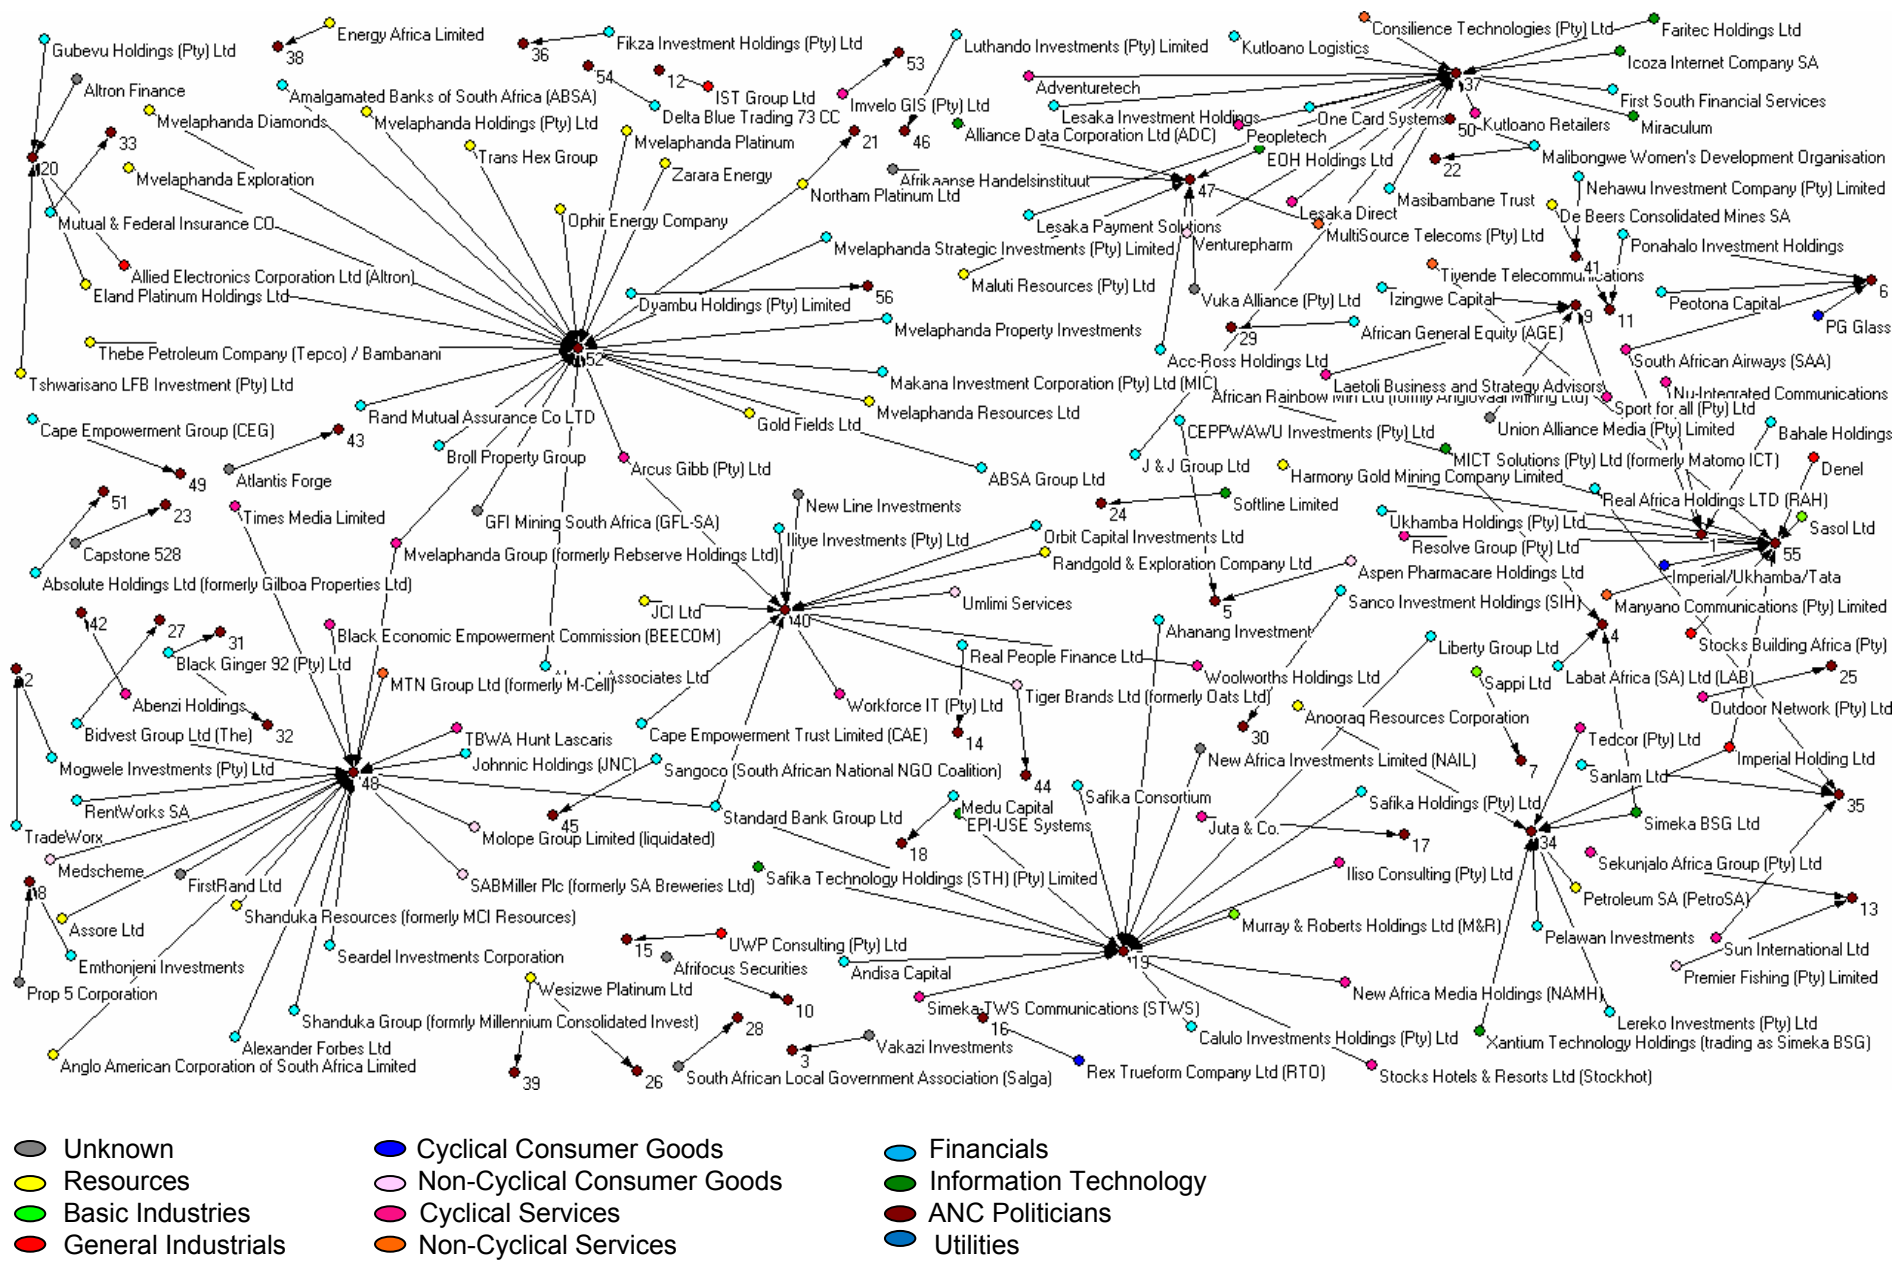 Gubevu Holdings (Pty) Ltd
38
Energy Africa Limited
36
Fikza Investment Holdings (Pty) Ltd
53
Luthando Investments (Pty) Limited
Kutloano Logistics
Consilience Technologies (Pty) Ltd
Faritec Holdings Ltd
Icoza Internet Company SA
Altron Finance
54
12
IST Group Ltd
Imvelo GIS (Pty) Ltd
Adventuretech
37
Amalgamated Banks of South Africa (ABSA)
Delta Blue Trading 73 CC
46
Lesaka Investment Holdings
One Card Systems
First South Financial Services
Mvelaphanda Diamonds
Mvelaphanda Holdings (Pty) Ltd
Mvelaphanda Platinum
21
Alliance Data Corporation Ltd (ADC)
Peopletech
50
Kutloano Retailers
Miraculum
33
Trans Hex Group
EOH Holdings Ltd
22
Malibongwe Women's Development Organisation
20
Mvelaphanda Exploration
Zarara Energy
Northam Platinum Ltd
Afrikaanse Handelsinstituut
47
Masibambane Trust
Nehawu Investment Company (Pty) Limited
Mutual & Federal Insurance CO
Ophir Energy Company
Lesaka Payment Solutions
Lesaka Direct
De Beers Consolidated Mines SA
Mvelaphanda Strategic Investments (Pty) Limited
Venturepharm
MultiSource Telecoms (Pty) Ltd
Ponahalo Investment Holdings
Allied Electronics Corporation Ltd (Altron)
41
Eland Platinum Holdings Ltd
Dyambu Holdings (Pty) Limited
56
Maluti Resources (Pty) Ltd
Vuka Alliance (Pty) Ltd
Izingwe Capital
9
11
Peotona Capital
6
Mvelaphanda Property Investments
29
African General Equity (AGE)
PG Glass
Thebe Petroleum Company (Tepco) / Bambanani
52
Acc-Ross Holdings Ltd
South African Airways (SAA)
Tshwarisano LFB Investment (Pty) Ltd
Makana Investment Corporation (Pty) Ltd (MIC)
Laetoli Business and Strategy Advisors
Nu-Integrated Communications
African Rainbow Min Ltd (formly Anglovaal Mining Ltd)
Rand Mutual Assurance Co LTD
Mvelaphanda Resources Ltd
Sport for all (Pty) Ltd
Cape Empowerment Group (CEG)
43
Gold Fields Ltd
CEPPWAWU Investments (Pty) Ltd
Union Alliance Media (Pty) Limited
Bahale Holdings
Broll Property Group
Arcus Gibb (Pty) Ltd
J & J Group Ltd
MICT Solutions (Pty) Ltd (formerly Matomo ICT)
Denel
49
Atlantis Forge
ABSA Group Ltd
Harmony Gold Mining Company Limited
51
23
Times Media Limited
GFI Mining South Africa (GFL-SA)
New Line Investments
24
Softline Limited
Real Africa Holdings LTD (RAH)
Ukhamba Holdings (Pty) Ltd
Sasol Ltd
Capstone 528
Mvelaphanda Group (formerly Rebserve Holdings Ltd)
Ilitye Investments (Pty) Ltd
Orbit Capital Investments Ltd
Resolve Group (Pty) Ltd
1
55
Absolute Holdings Ltd (formerly Gilboa Properties Ltd)
Randgold & Exploration Company Ltd
Aspen Pharmacare Holdings Ltd
Imperial/Ukhamba/Tata
42
27
31
JCI Ltd
40
Umlimi Services
5
Sanco Investment Holdings (SIH)
Manyano Communications (Pty) Limited
Black Economic Empowerment Commission (BEECOM)
Ahanang Investment
Liberty Group Ltd
4
Stocks Building Africa (Pty)
2
Black Ginger 92 (Pty) Ltd
MTN Group Ltd (formerly M-Cell)
Associates Ltd
Real People Finance Ltd
Woolworths Holdings Ltd
Sappi Ltd
Labat Africa (SA) Ltd (LAB)
25
Abenzi Holdings
Workforce IT (Pty) Ltd
Tiger Brands Ltd (formerly Oats Ltd)
Anooraq Resources Corporation
Outdoor Network (Pty) Ltd
Bidvest Group Ltd (The)
32
TBWA Hunt Lascaris
Cape Empowerment Trust Limited (CAE)
14
30
Tedcor (Pty) Ltd
Mogwele Investments (Pty) Ltd
48
Johnnic Holdings (JNC)
Sangoco (South African National NGO Coalition)
44
New Africa Investments Limited (NAIL)
7
Sanlam Ltd
Imperial Holding Ltd
RentWorks SA
45
Standard Bank Group Ltd
Medu Capital
Safika Consortium
Safika Holdings (Pty) Ltd
35
TradeWorx
Molope Group Limited (liquidated)
EPI-USE Systems
Juta & Co.
17
34
Simeka BSG Ltd
Medscheme
18
FirstRand Ltd
SABMiller Plc (formerly SA Breweries Ltd)
Safika Technology Holdings (STH) (Pty) Limited
Iliso Consulting (Pty) Ltd
Sekunjalo Africa Group (Pty) Ltd
8
Petroleum SA (PetroSA)
13
Assore Ltd
Shanduka Resources (formerly MCI Resources)
Murray & Roberts Holdings Ltd (M&R)
Pelawan Investments
Sun International Ltd
15
UWP Consulting (Pty) Ltd
19
Emthonjeni Investments
Seardel Investments Corporation
Afrifocus Securities
Andisa Capital
Premier Fishing (Pty) Limited
Prop 5 Corporation
Wesizwe Platinum Ltd
10
Simeka TWS Communications (STWS)
New Africa Media Holdings (NAMH)
Shanduka Group (formrly Millennium Consolidated Invest)
28
16
Calulo Investments Holdings (Pty) Ltd
Lereko Investments (Pty) Ltd
Alexander Forbes Ltd
3
Vakazi Investments
Xantium Technology Holdings (trading as Simeka BSG)
Anglo American Corporation of South Africa Limited
39
26
South African Local Government Association (Salga)
Rex Trueform Company Ltd (RTO)
Stocks Hotels & Resorts Ltd (Stockhot)
Unknown
Cyclical Consumer Goods
Financials
Resources
Non-Cyclical Consumer Goods
Information Technology
Basic Industries
Cyclical Services
ANC Politicians
General Industrials
Non-Cyclical Services
Utilities